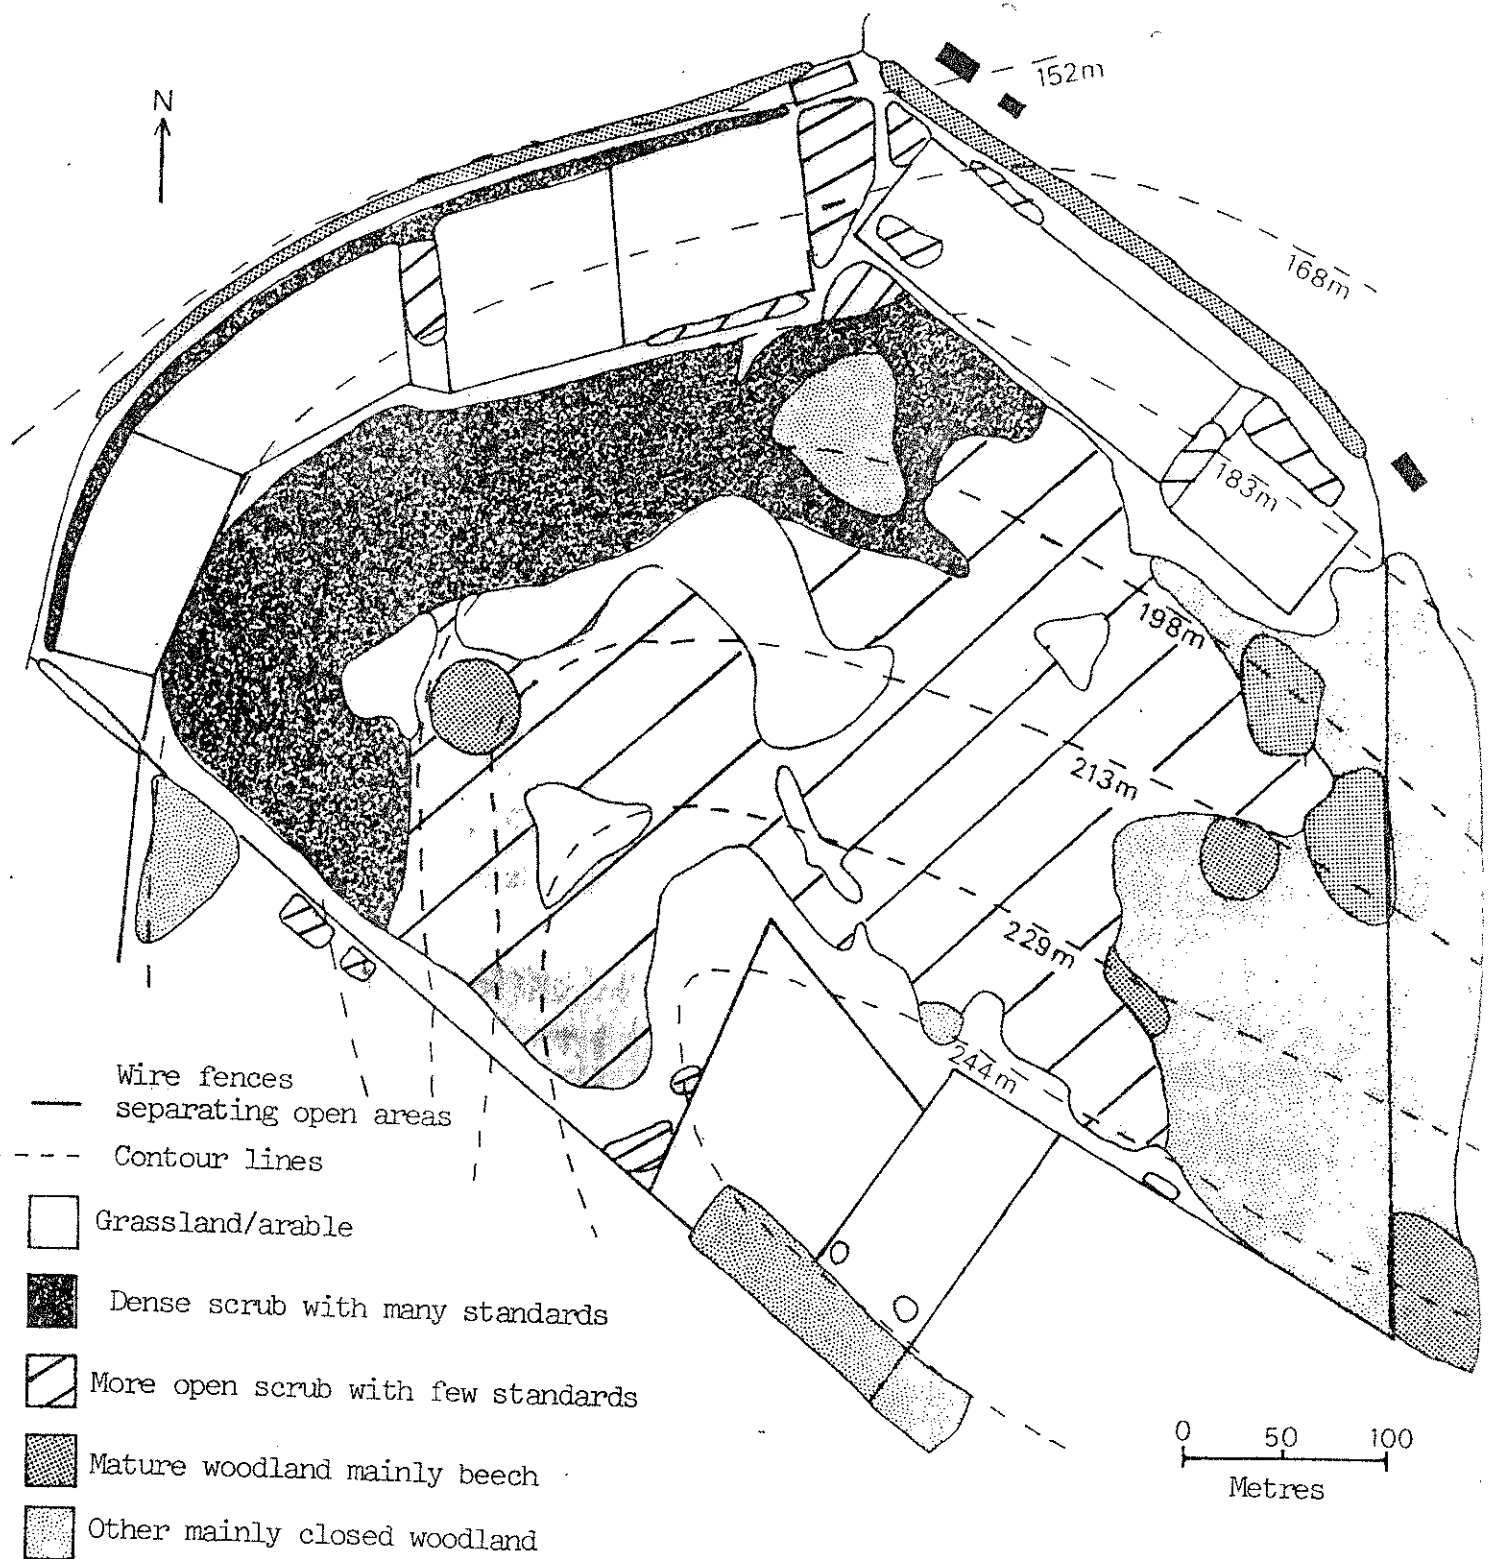 N
152m
168m
183m
198m
213m
229m
244m
Wire fences
separating open areas
Contour lines
Grassland/arable
Dense scrub with many standards
More open scrub with few standards
Mature woodland mainly beech
Other mainly closed woodland
0 50 100
Metres